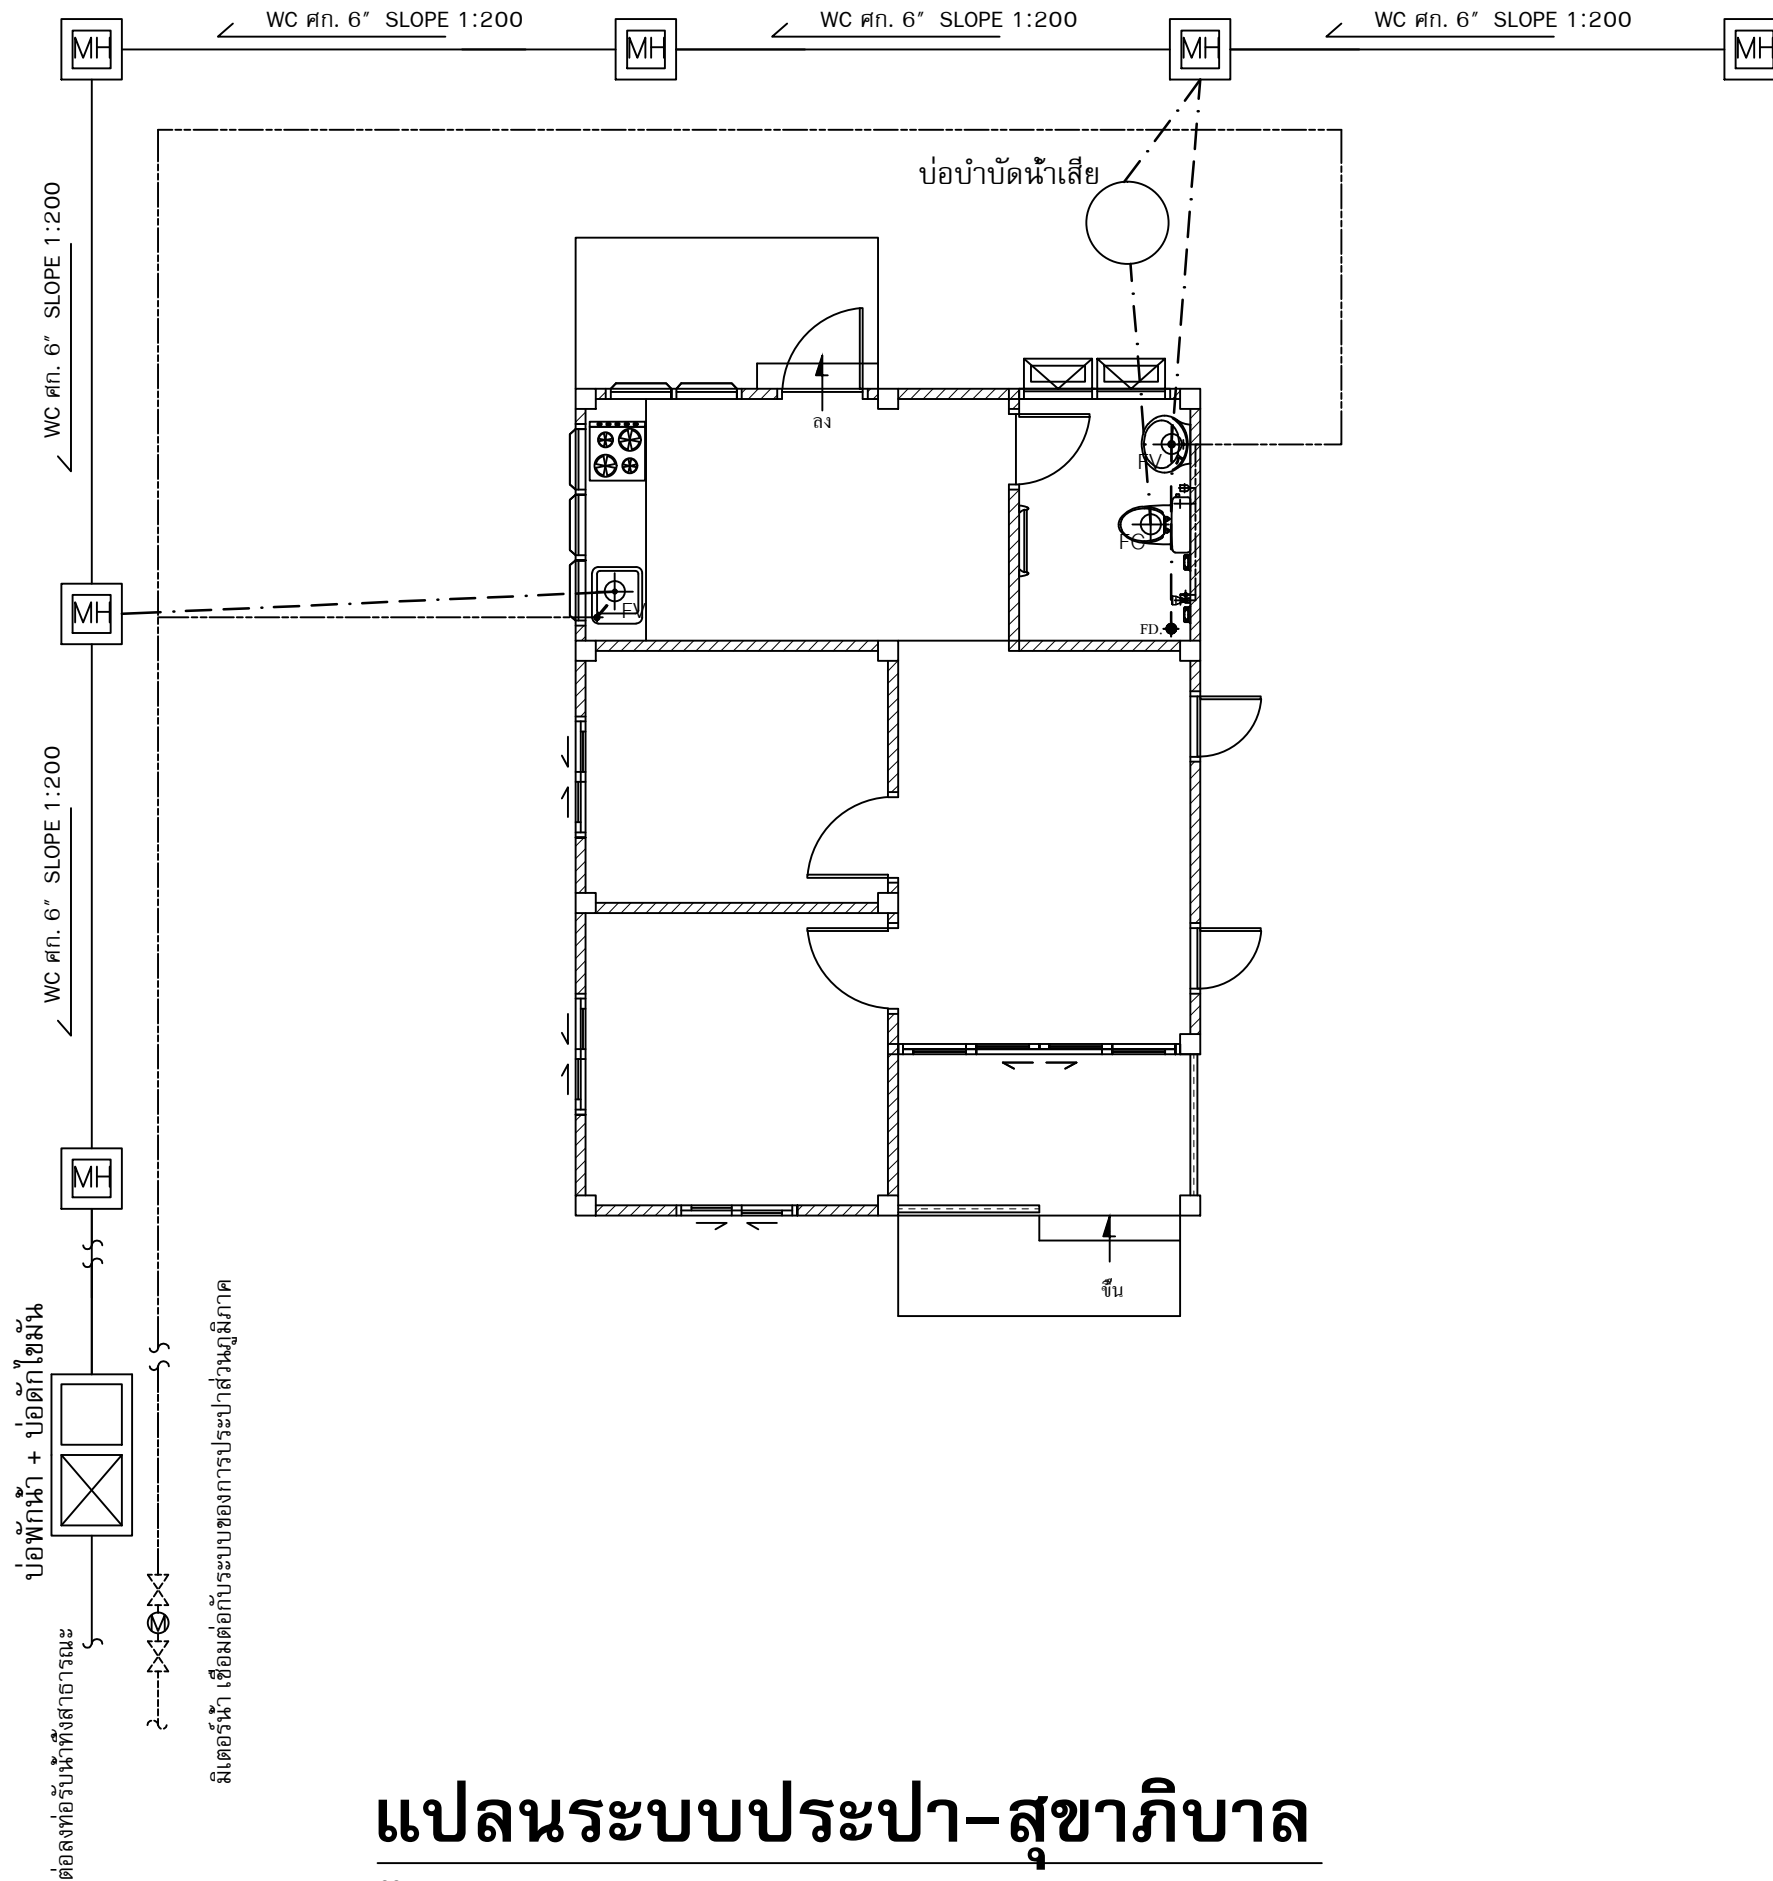 WC ศก. 6" SLOPE 1:200
WC ศก. 6" SLOPE 1:200
WC ศก. 6" SLOPE 1:200
MH
MH
MH
MH
บ่อบำบัดน้ำเสีย
WC ศก. 6" SLOPE 1:200
ลง
FV
FC
MH
FV
FD.
WC ศก. 6" SLOPE 1:200
MH
ขึ้น
บ่อพักน้ำ + บ่อดักไขมัน
มิเตอร์น้ำ เชื่อมต่อกับระบบของการประปาส่วนภูมิภาค
M
ต่อลงท่อรับน้ำทิ้งสาธารณะ
แปลนระบบประปา-สุขาภิบาล